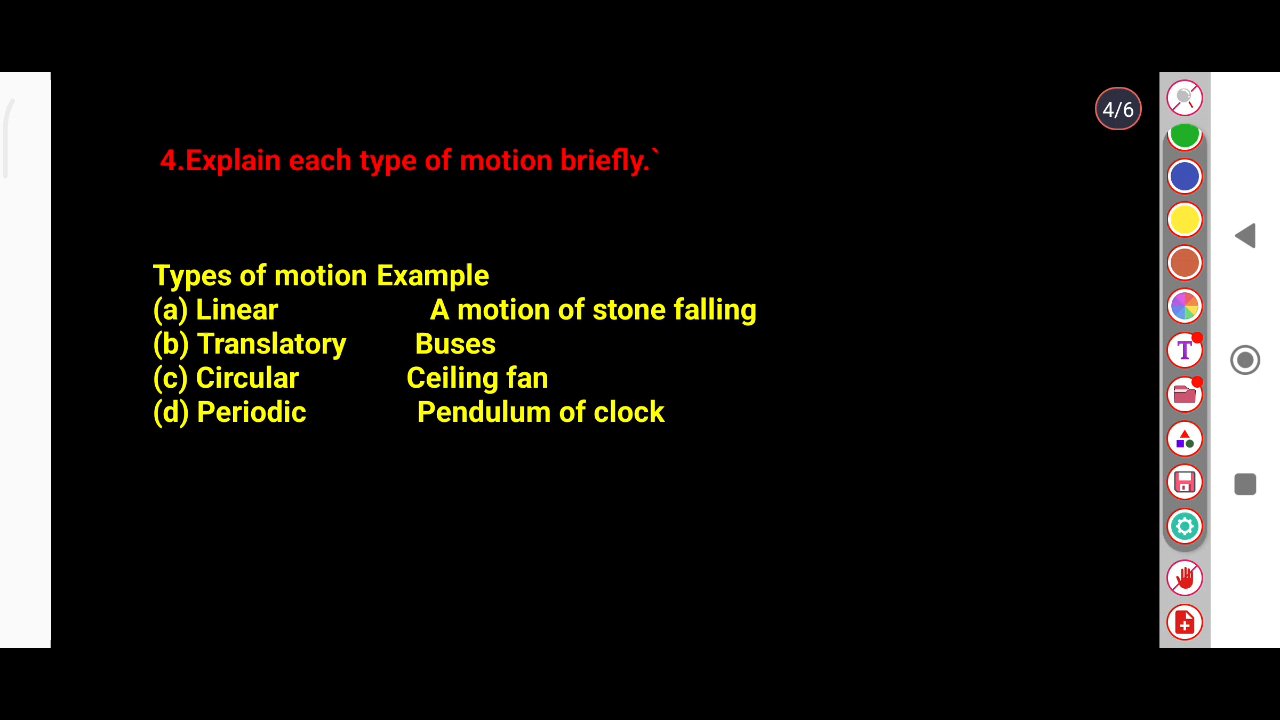 4/6
4.Explain each type of motion briefly.`
Types of motion Example
(a) Linear A motion of stone falling
(b) Translatory Buses
(c) Circular Ceiling fan
(d) Periodic Pendulum of clock
T